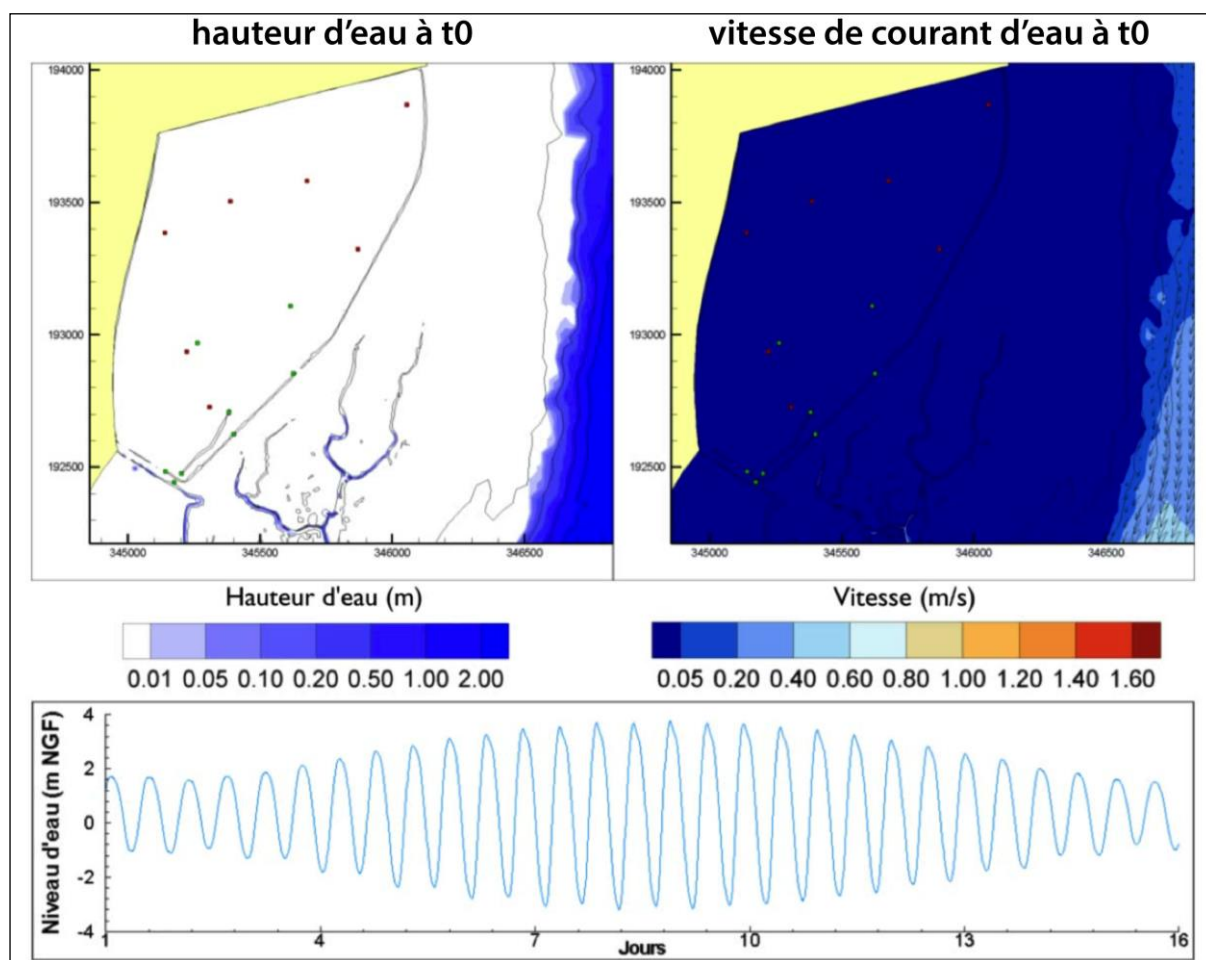 hauteur d'eau à t0
vitesse de courant d'eau à t0
194000
193500
193000
192500
345000 345500 346000 346500
194000
193500
193000
192500
345000 345500 346000 346500
Hauteur d'eau (m)
0.01 0.05 0.10 0.20 0.50 1.00 2.00
Vitesse (m/s)
0.05 0.20 0.40 0.60 0.80 1.00 1.20 1.40 1.60
Niveau d'eau (m NGF)
4
2
0
-2
-4
1 4 7 10 13 16
Jours